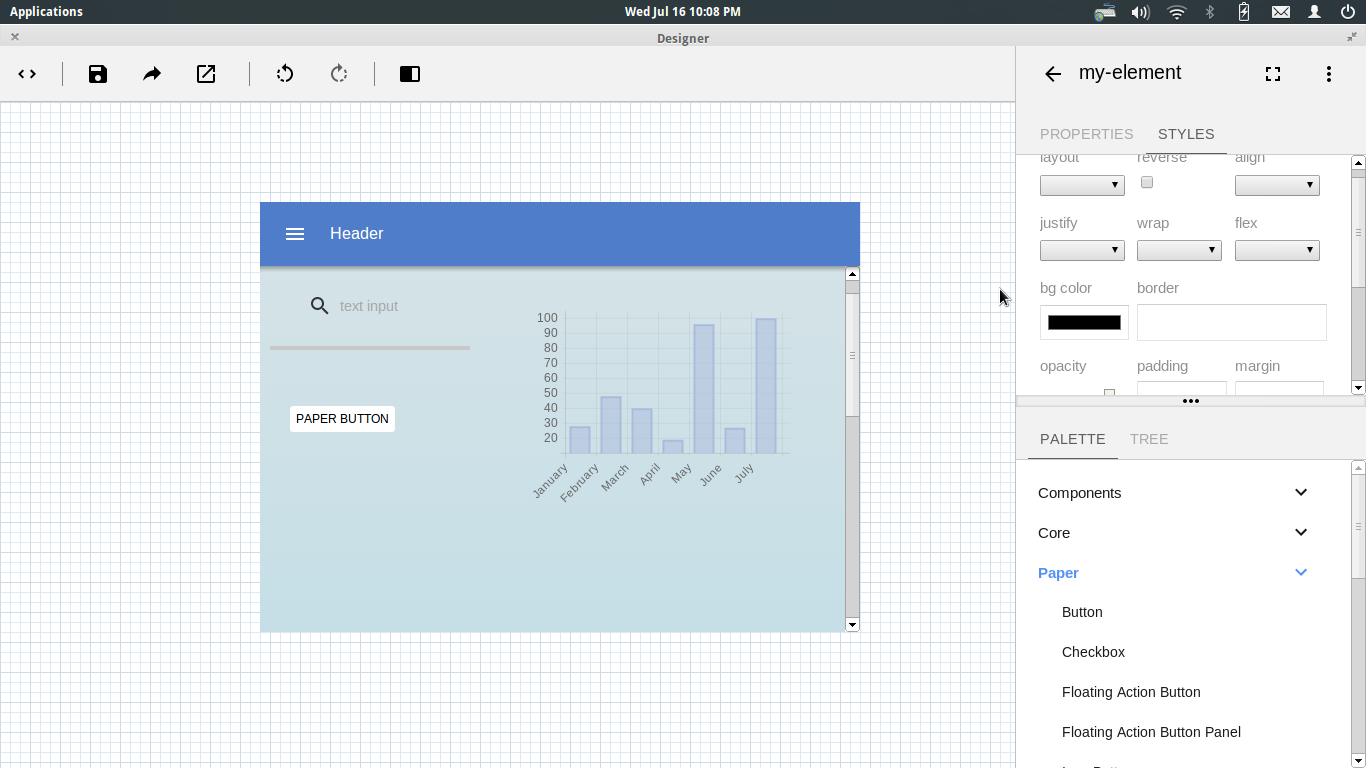 Applications
Wed Jul 16 10:08 PM
Designer
my-element
PROPERTIES
STYLES
layout
reverse
align
justify
wrap
flex
bg color
border
opacity
padding
margin
PALETTE
TREE
Components
Core
Paper
Button
Checkbox
Floating Action Button
Floating Action Button Panel
Header
text input
PAPER BUTTON
100
90
80
70
60
50
40
30
20
January
February
March
April
May
June
July